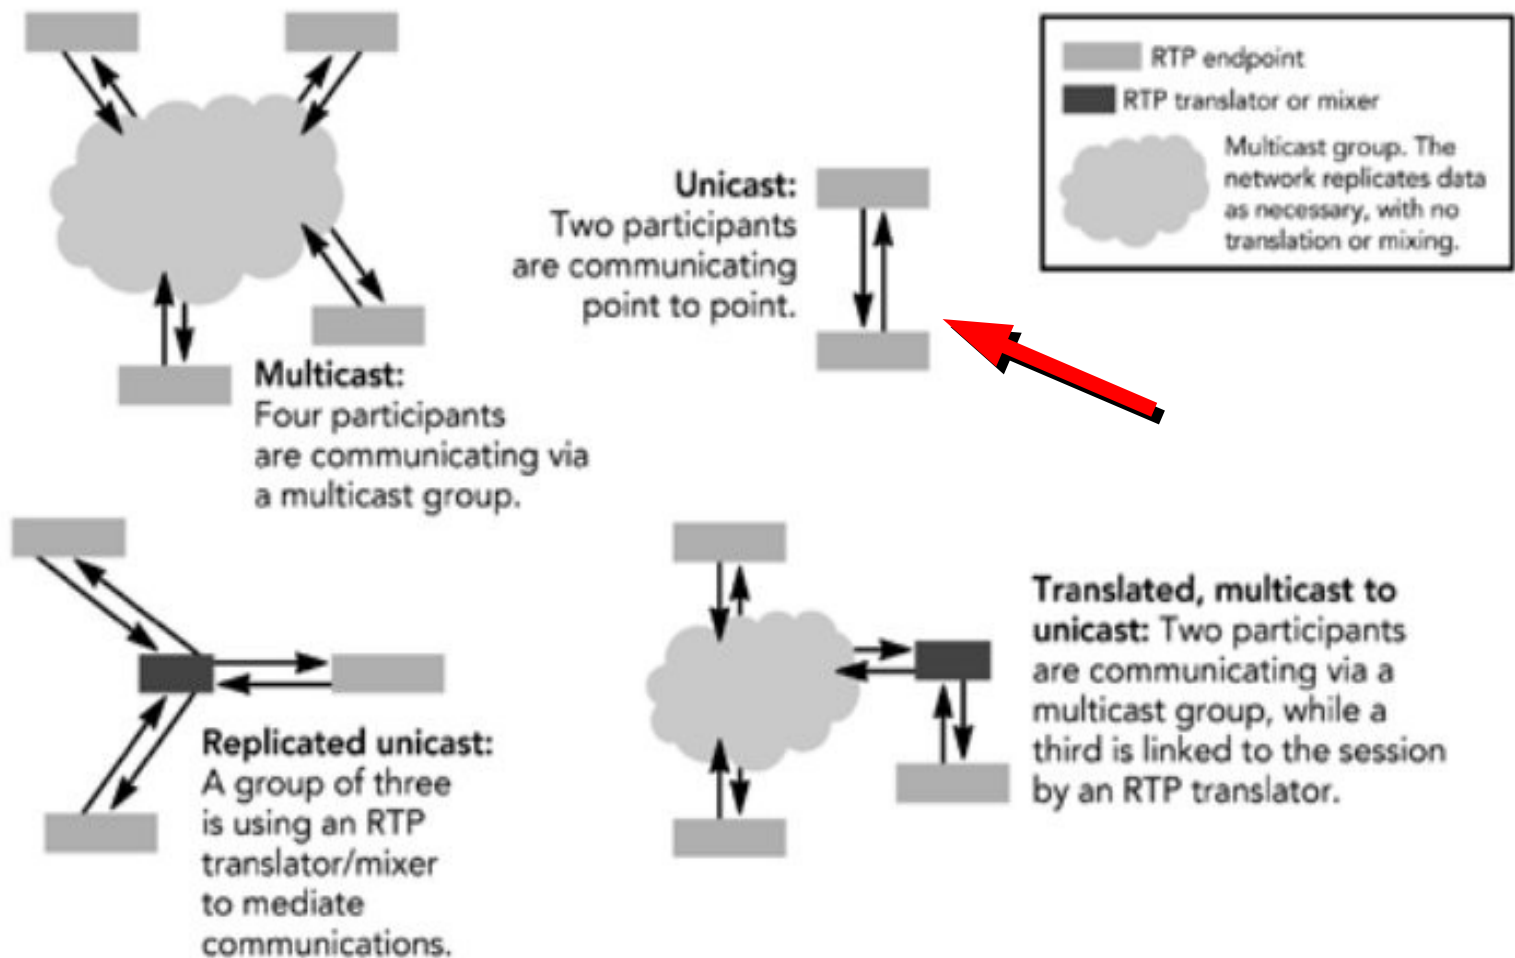 RTP endpoint
RTP translator or mixer
Multicast group. The
network replicates data
as necessary, with no
translation or mixing.
Unicast:
Two participants
are communicating
point to point.
Multicast:
Four participants
are communicating via
a multicast group.
Replicated unicast:
A group of three
is using an RTP
translator/mixer
to mediate
communications.
Translated, multicast to
unicast: Two participants
are communicating via a
multicast group, while a
third is linked to the session
by an RTP translator.